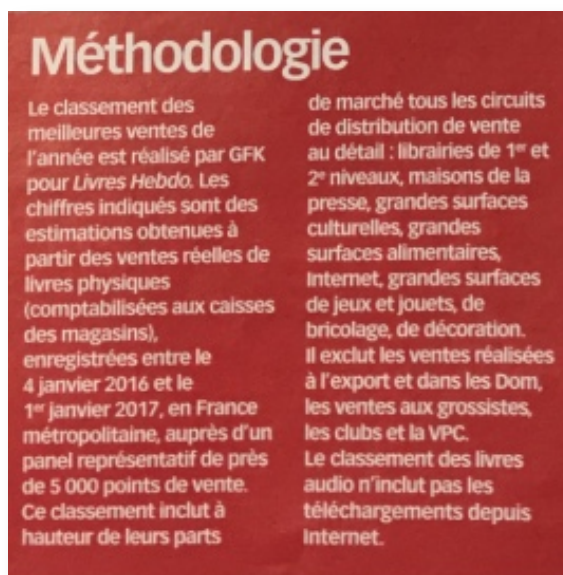 Méthodologie
Le classement des
meilleures ventes de
l'année est réalisé par GFK
pour Livres Hebdo. Les
chiffres indiqués sont des
estimations obtenues à
partir des ventes réelles de
livres physiques
(comptabilisées aux caisses
des magasins),
enregistrées entre le
4 janvier 2016 et le
1er janvier 2017, en France
métropolitaine, auprès d'un
panel représentatif de près
de 5 000 points de vente.
Ce classement inclut à
hauteur de leurs parts
de marché tous les circuits
de distribution de vente
au détail : librairies de 1er et
2e niveaux, maisons de la
presse, grandes surfaces
culturelles, grandes
surfaces alimentaires,
Internet, grandes surfaces
de jeux et jouets, de
bricolage, de décoration.
Il exclut les ventes réalisées
à l'export et dans les Dom,
les ventes aux grossistes,
les clubs et la VPC.
Le classement des livres
audio n'inclut pas les
téléchargements depuis
Internet.